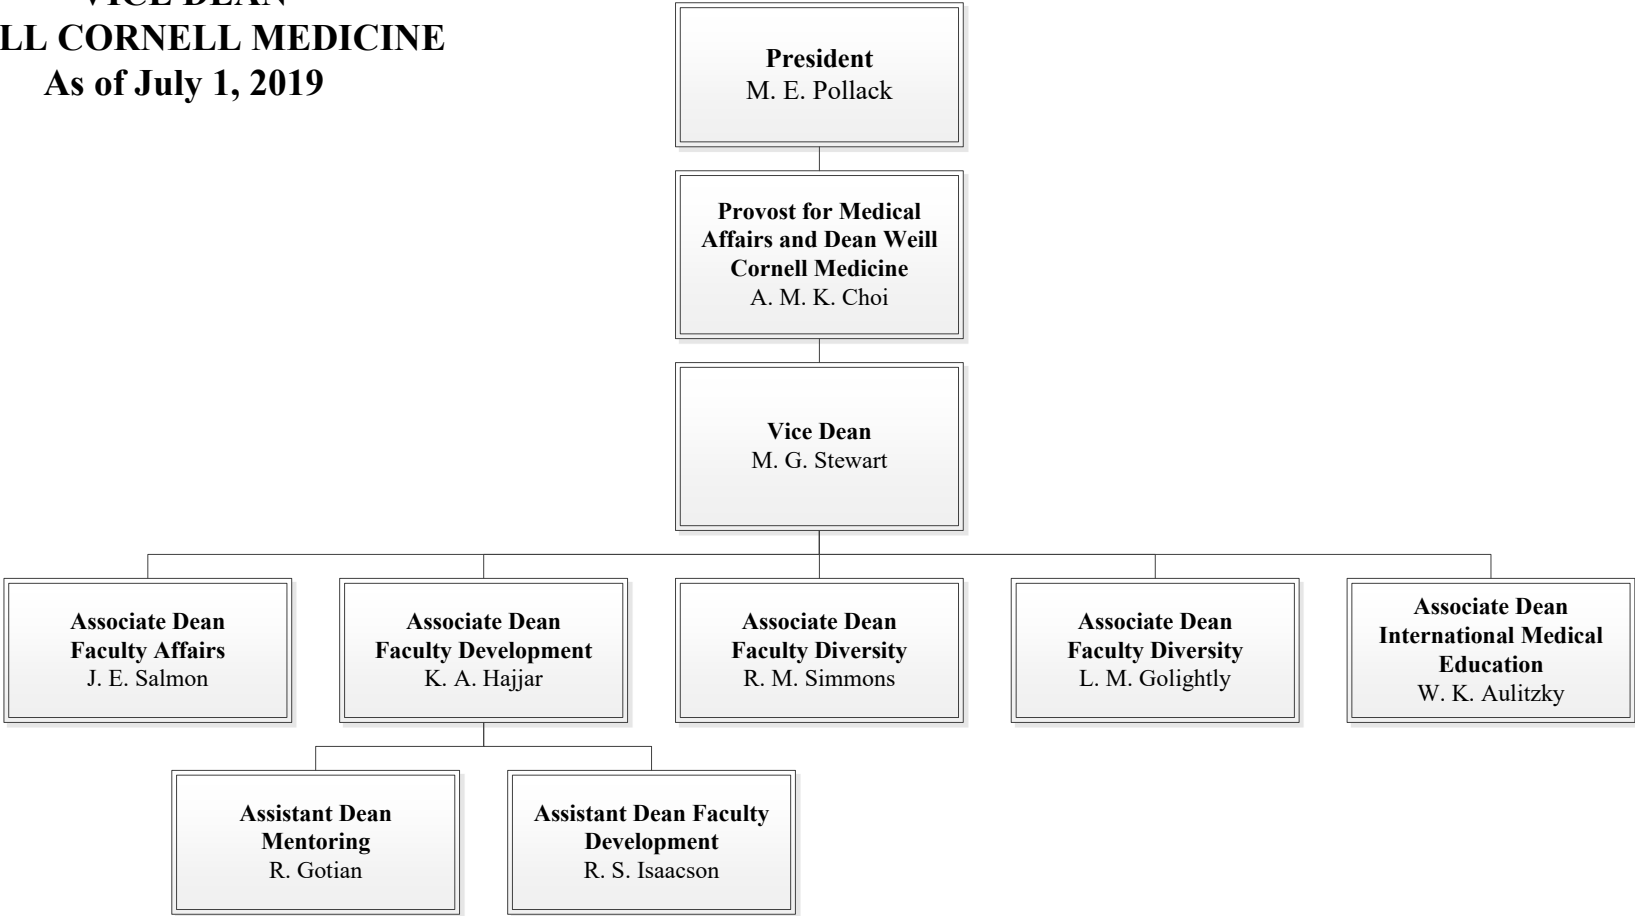 VICE DEAN
LL CORNELL MEDICINE
As of July 1, 2019
President
M. E. Pollack
Provost for Medical
Affairs and Dean Weill
Cornell Medicine
A. M. K. Choi
Vice Dean
M. G. Stewart
Associate Dean
Faculty Affairs
J. E. Salmon
Associate Dean
Faculty Development
K. A. Hajjar
Associate Dean
Faculty Diversity
R. M. Simmons
Associate Dean
Faculty Diversity
L. M. Golightly
Associate Dean
International Medical
Education
W. K. Aulitzky
Assistant Dean
Mentoring
R. Gotian
Assistant Dean Faculty
Development
R. S. Isaacson